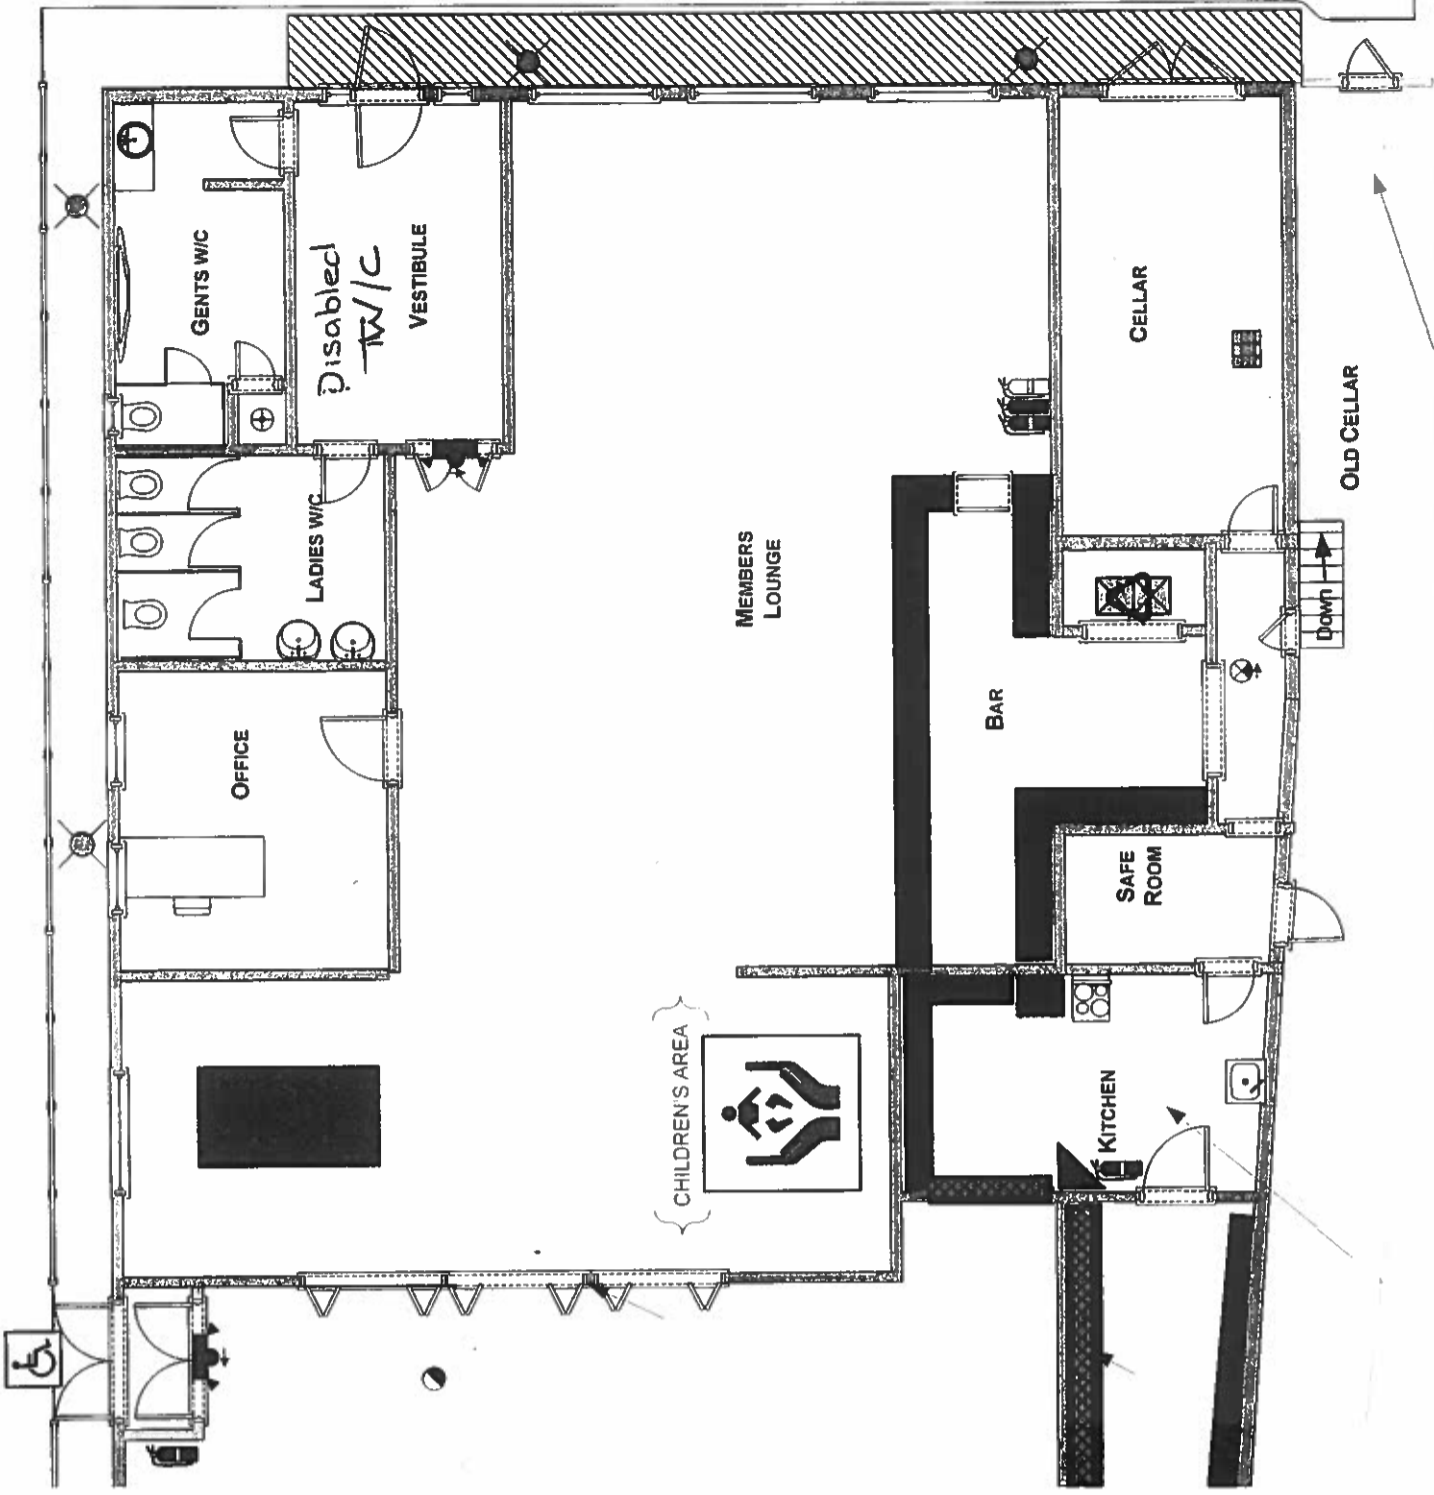 GENTS W/C
Disabled
W/C
VESTIBULE
LADIES W/C
OFFICE
MEMBERS
LOUNGE
CELLAR
OLD CELLAR
DOWN
BAR
SAFE
ROOM
CHILDREN'S AREA
KITCHEN